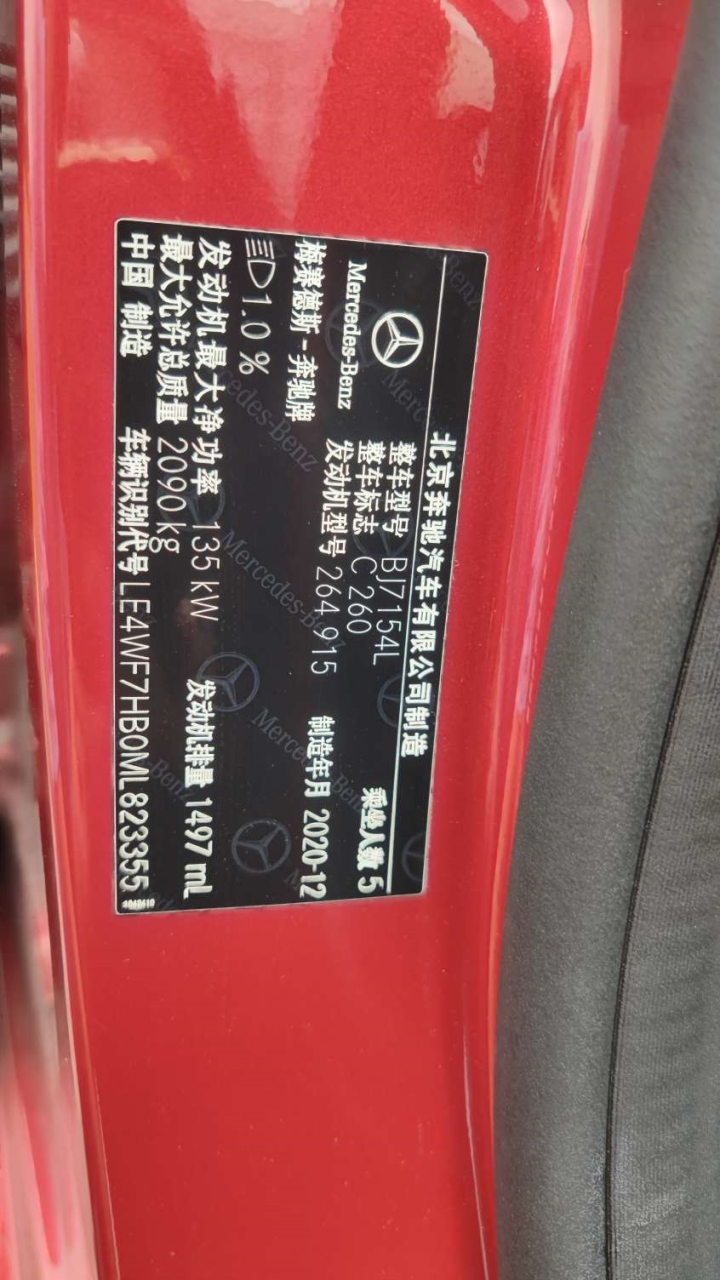 北京奔驰汽车有限公司制造
Mercedes-Benz
整车型号 BJ7154L
整车标志 C 260 乘坐人数 5
发动机型号 264.915 制造年月 2020-12
梅赛德斯-奔驰牌
1.0 %
发动机最大净功率 135 kW 发动机排量 1497 mL
最大允许总质量 2090 kg
中国 制造 车辆识别代号 LE4WF7HB0ML823355